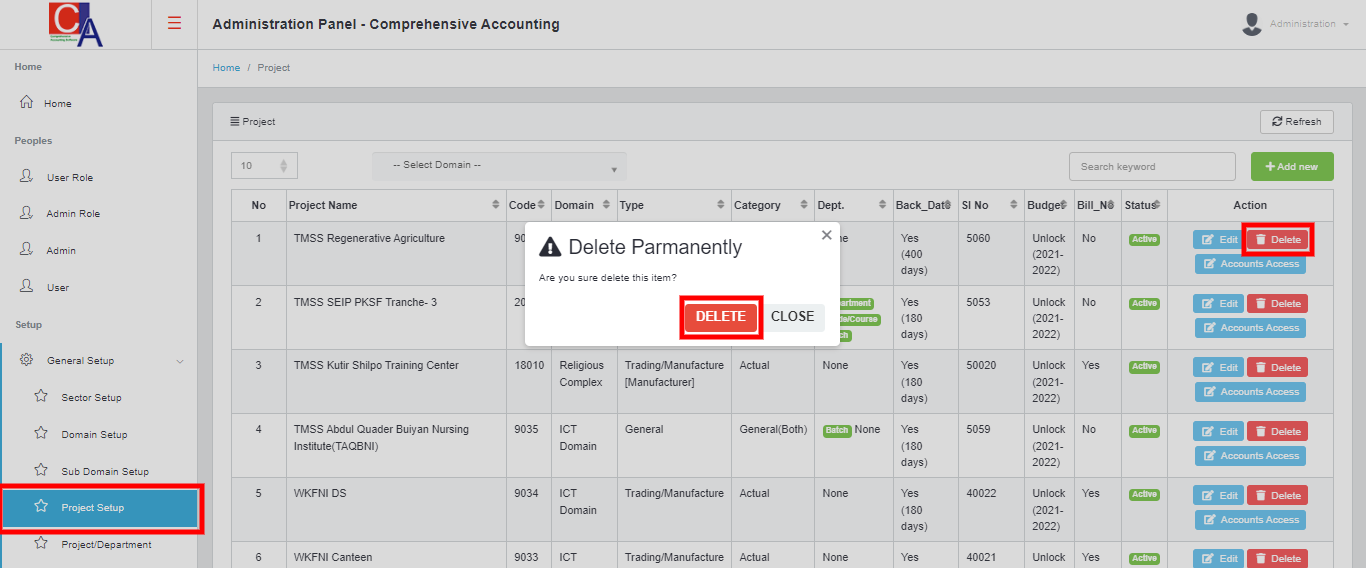 CA
Administration Panel - Comprehensive Accounting
Administration
Home
Home
Peoples
User Role
Admin Role
Admin
User
Setup
General Setup
Sector Setup
Domain Setup
Sub Domain Setup
Project Setup
Project/Department
Home / Project
Project
Refresh
10
-- Select Domain --
Search keyword
Add new
No Project Name Code Domain Type Category Dept. Back_Date Sl No Budget Bill_No Status Action
1 TMSS Regenerative Agriculture Yes 5060 Unlock No Active Edit Delete
(400 (2021-
days) 2022) Accounts Access
Delete Parmanently
Are you sure delete this item?
DELETE CLOSE
2 TMSS SEIP PKSF Tranche- 3 Yes 5053 Unlock No Active Edit Delete
(180 (2021-
days) 2022) Accounts Access
3 TMSS Kutir Shilpo Training Center 18010 Religious Trading/Manufacture Actual None Yes 50020 Unlock Yes Active Edit Delete
Complex [Manufacturer] (180 (2021-
days) 2022) Accounts Access
4 TMSS Abdul Quader Buiyan Nursing 9035 ICT General General(Both) Batch None Yes 5059 Unlock No Active Edit Delete
Institute(TAQBNI) Domain (180 (2021-
days) 2022) Accounts Access
5 WKFNI DS 9034 ICT Trading/Manufacture Actual None Yes 40022 Unlock Yes Active Edit Delete
Domain (180 (2021-
days) 2022) Accounts Access
6 WKFNI Canteen 9033 ICT Trading/Manufacture Actual None Yes 40021 Unlock Yes Active Edit Delete